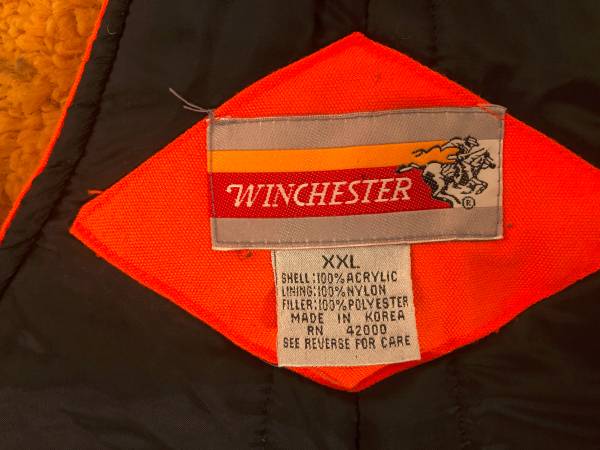 WINCHESTER ®
XXL
SHELL:100% ACRYLIC
LINING:100% NYLON
FILLER:100% POLYESTER
MADE IN KOREA
RN 42000
SEE REVERSE FOR CARE